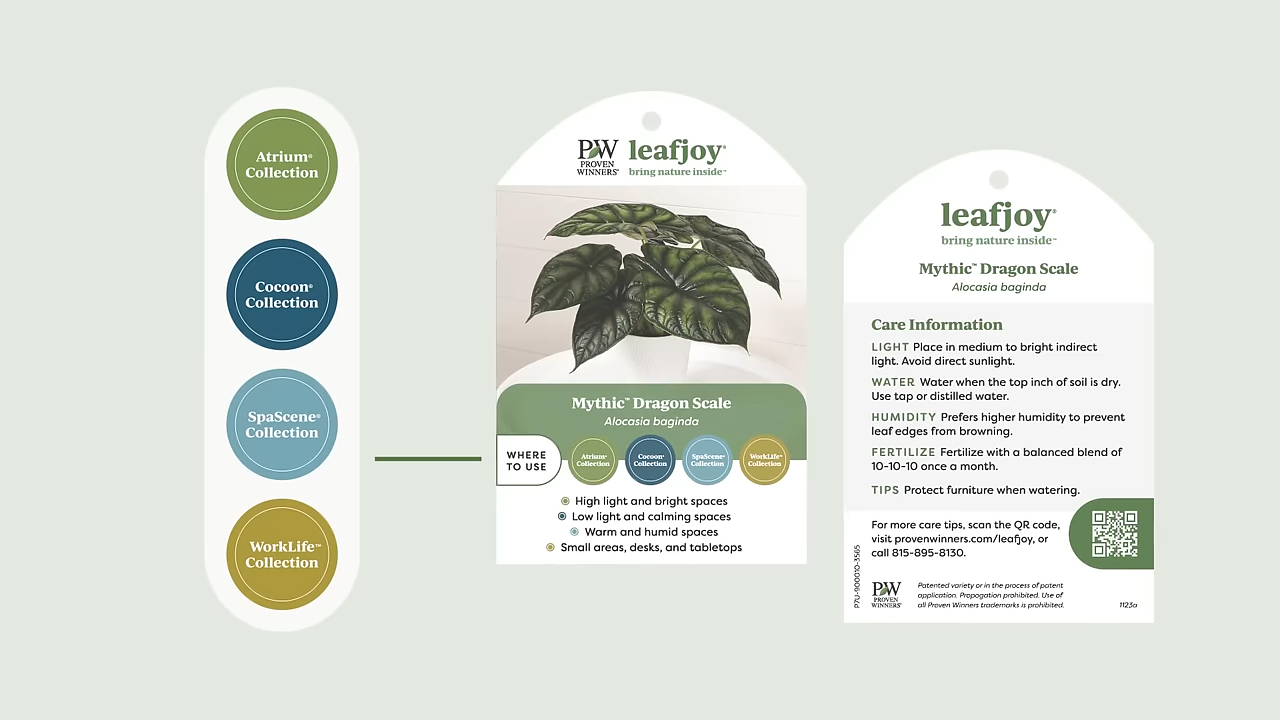 Atrium®
Collection
Cocoon®
Collection
SpaScene®
Collection
WorkLife™
Collection
PW
PROVEN
WINNERS®
leafjoy®
bring nature inside™
Mythic™ Dragon Scale
Alocasia baginda
WHERE
TO USE
Atrium®
Collection
Cocoon®
Collection
SpaScene®
Collection
WorkLife™
Collection
High light and bright spaces
Low light and calming spaces
Warm and humid spaces
Small areas, desks, and tabletops
leafjoy®
bring nature inside™
Mythic™ Dragon Scale
Alocasia baginda
Care Information
LIGHT Place in medium to bright indirect
light. Avoid direct sunlight.
WATER Water when the top inch of soil is dry.
Use tap or distilled water.
HUMIDITY Prefers higher humidity to prevent
leaf edges from browning.
FERTILIZE Fertilize with a balanced blend of
10-10-10 once a month.
TIPS Protect furniture when watering.
For more care tips, scan the QR code,
visit provenwinners.com/leafjoy, or
call 815-895-8130.
P7U-900010-3565
PW
PROVEN
WINNERS®
Patented variety or in the process of patent
application. Propogation prohibited. Use of
all Proven Winners trademarks is prohibited.
1123a